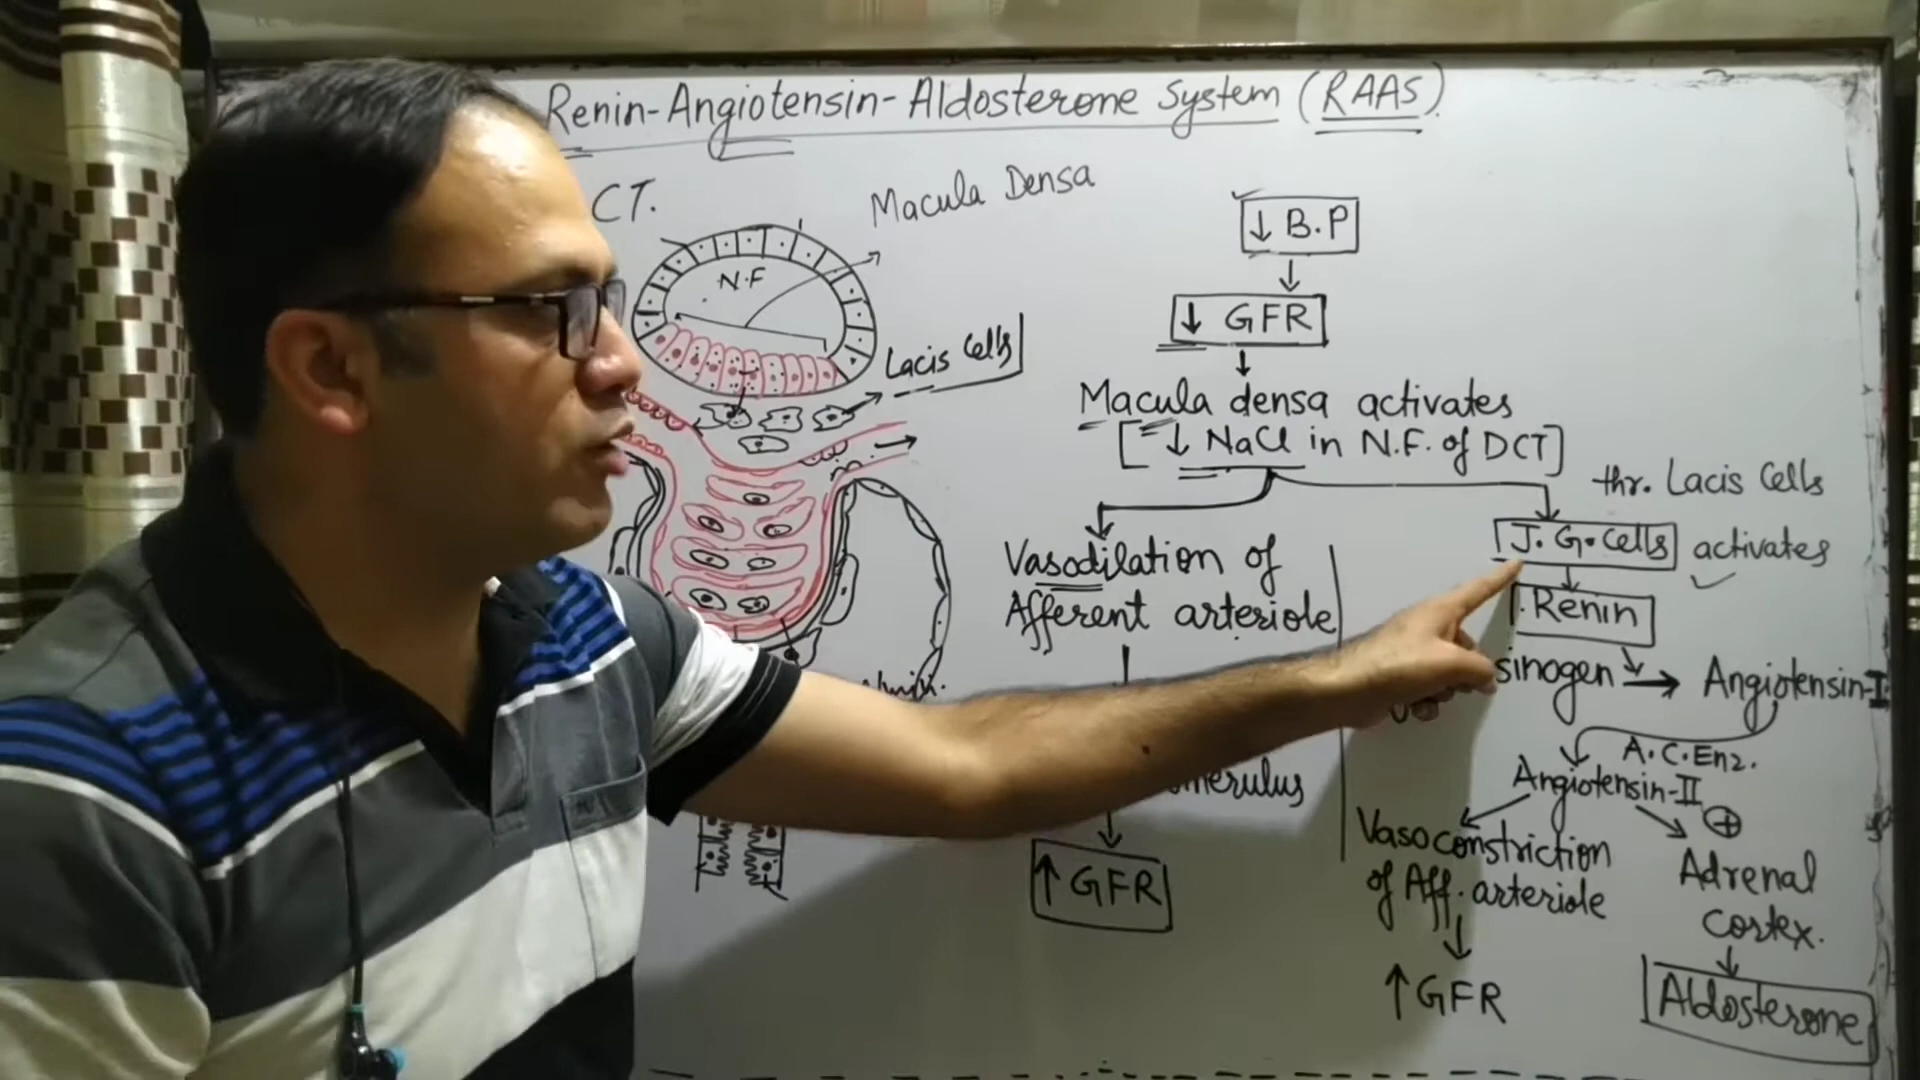 Renin-Angiotensin-Aldosterone System (RAAS)
CT.
Macula Densa
N.F
Lacis Cells
↓ B.P
↓
↓ GFR
↓
Macula densa activates
[↓ NaCl in N.F. of DCT]
thr. Lacis Cells
Vasodilation of
Afferent arteriole
J.G. Cells activates
Renin
sinogen → Angiotensin-I
A.C.Enz.
Angiotensin-II
merulus
↓
↑ GFR
Vasoconstriction
of Aff. arteriole
↓
↑ GFR
⊕
Adrenal
Cortex.
↓
Aldosterone